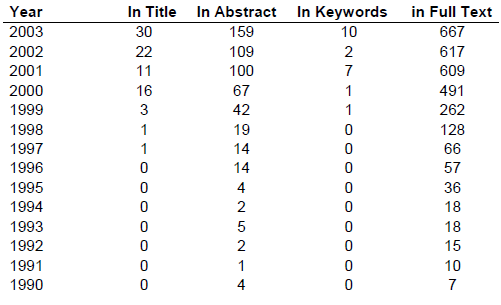 Year In Title In Abstract In Keywords in Full Text
2003 30 159 10 667
2002 22 109 2 617
2001 11 100 7 609
2000 16 67 1 491
1999 3 42 1 262
1998 1 19 0 128
1997 1 14 0 66
1996 0 14 0 57
1995 0 4 0 36
1994 0 2 0 18
1993 0 5 0 18
1992 0 2 0 15
1991 0 1 0 10
1990 0 4 0 7